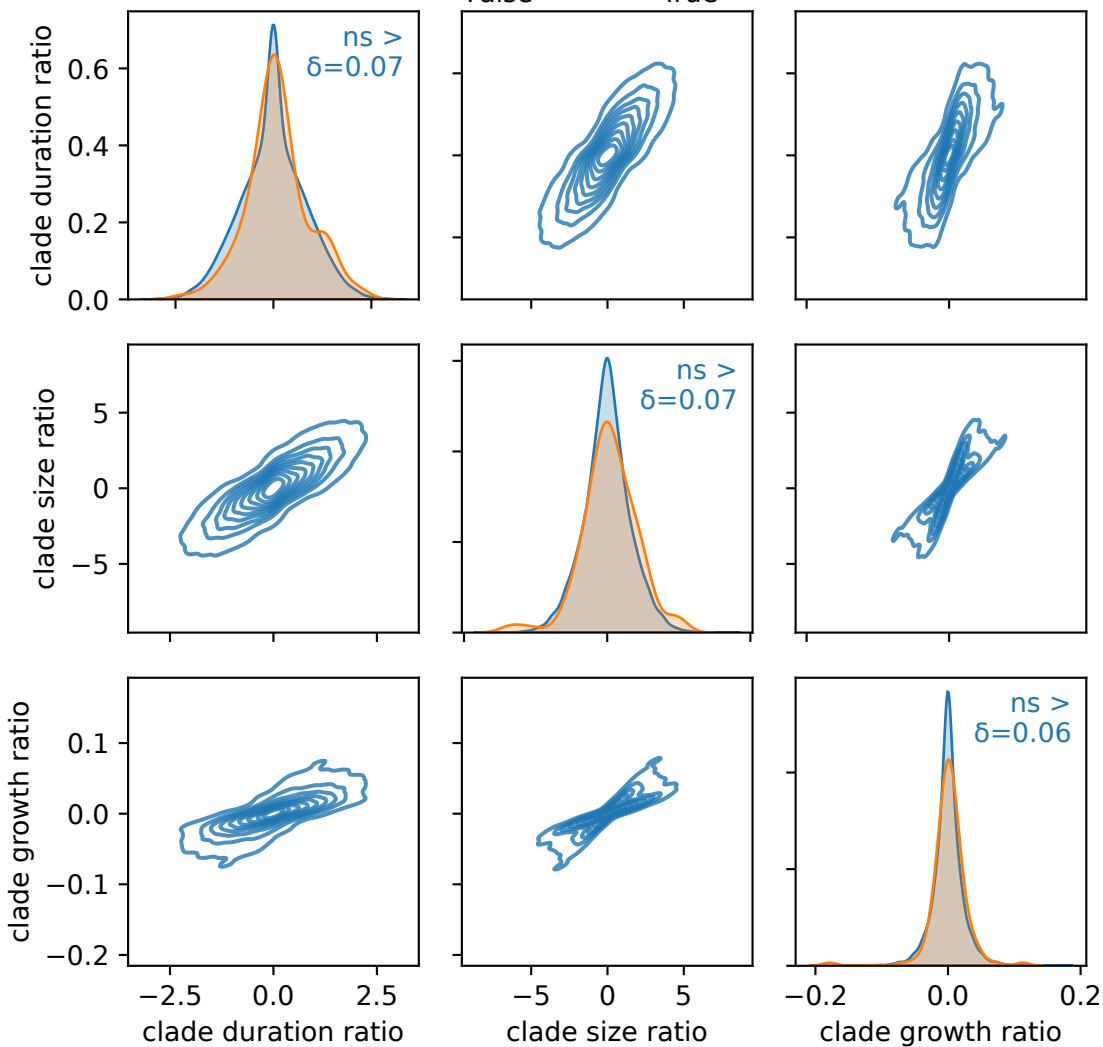 False True
clade duration ratio
0.6
0.4
0.2
0.0
ns >
δ=0.07
clade size ratio
5
0
−5
ns >
δ=0.07
clade growth ratio
0.1
0.0
−0.1
−0.2
ns >
δ=0.06
−2.5 0.0 2.5
−5 0 5
−0.2 0.0 0.2
clade duration ratio
clade size ratio
clade growth ratio